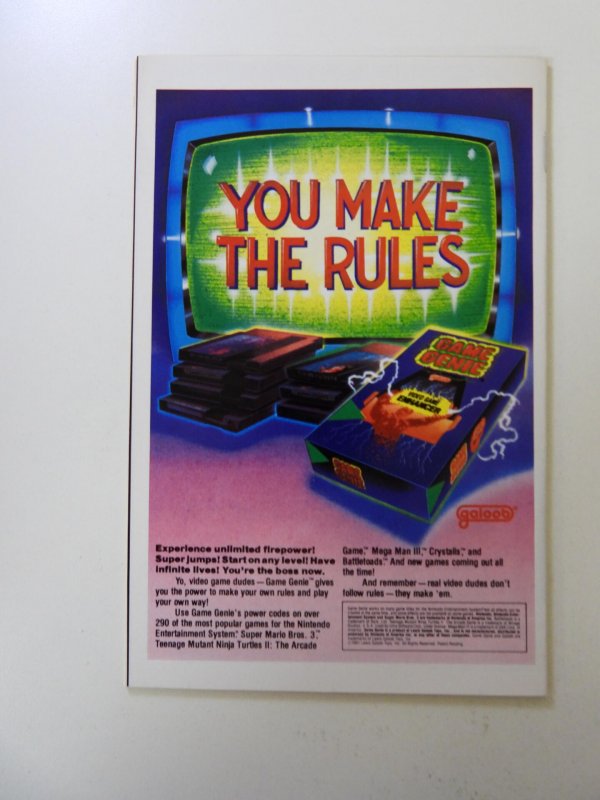 YOU MAKE
THE RULES
GAME
GENIE™
VIDEO GAME
ENHANCER
GAME
GENIE
galoob®
Experience unlimited firepower!
Super jumps! Start on any level! Have
infinite lives! You're the boss now.
Yo, video game dudes — Game Genie™ gives
you the power to make your own rules and play
your own way!
Use Game Genie's power codes on over
290 of the most popular games for the Nintendo
Entertainment System® Super Mario Bros. 3,™
Teenage Mutant Ninja Turtles II: The Arcade
Game,™ Mega Man III,™ Crystalis,™ and
Battletoads.™ And new games coming out all
the time!
And remember — real video dudes don't
follow rules — they make 'em.